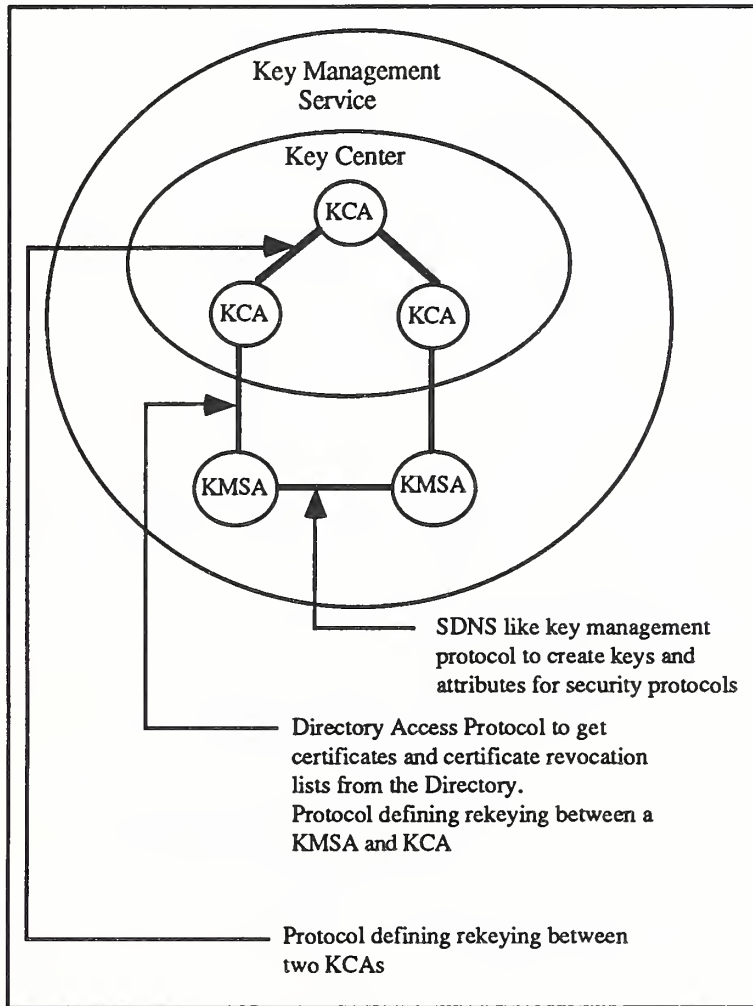 Key Management
Service
Key Center
KCA
KCA
KCA
KMSA
KMSA
SDNS like key management
protocol to create keys and
attributes for security protocols
Directory Access Protocol to get
certificates and certificate revocation
lists from the Directory.
Protocol defining rekeying between a
KMSA and KCA
Protocol defining rekeying between
two KCAs